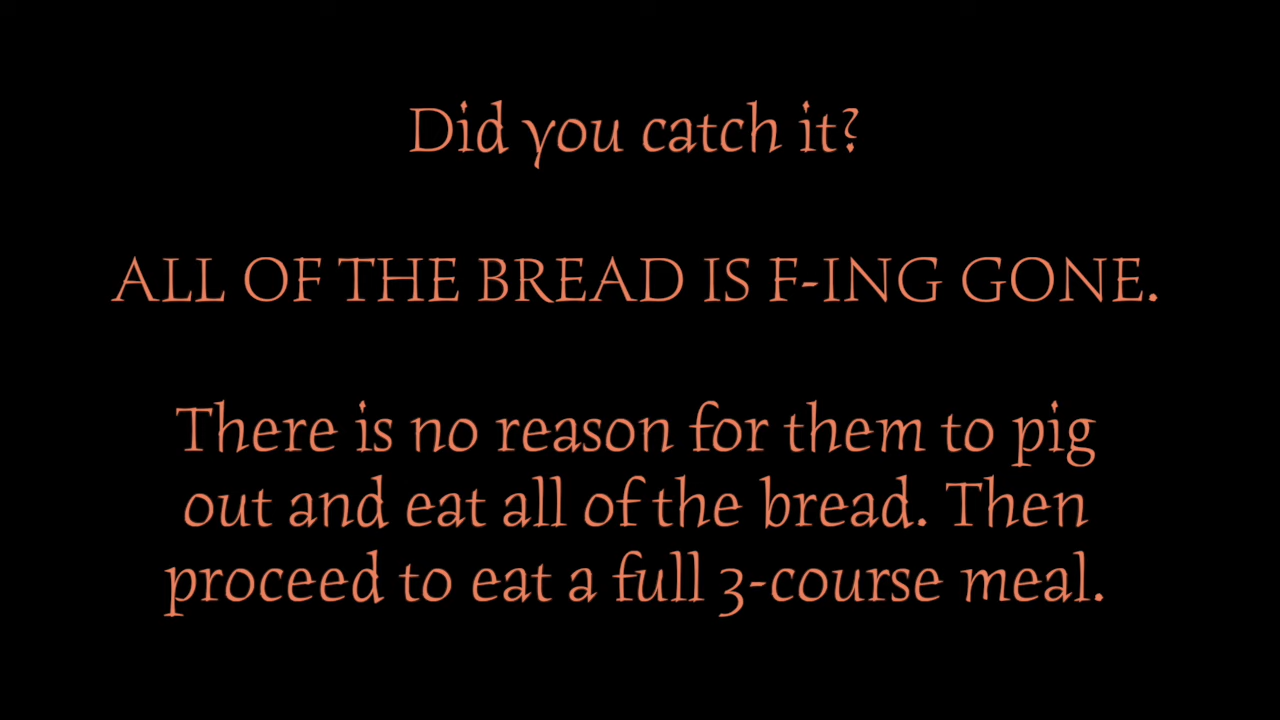 Did you catch it?
ALL OF THE BREAD IS F-ING GONE.
There is no reason for them to pig
out and eat all of the bread. Then
proceed to eat a full 3-course meal.